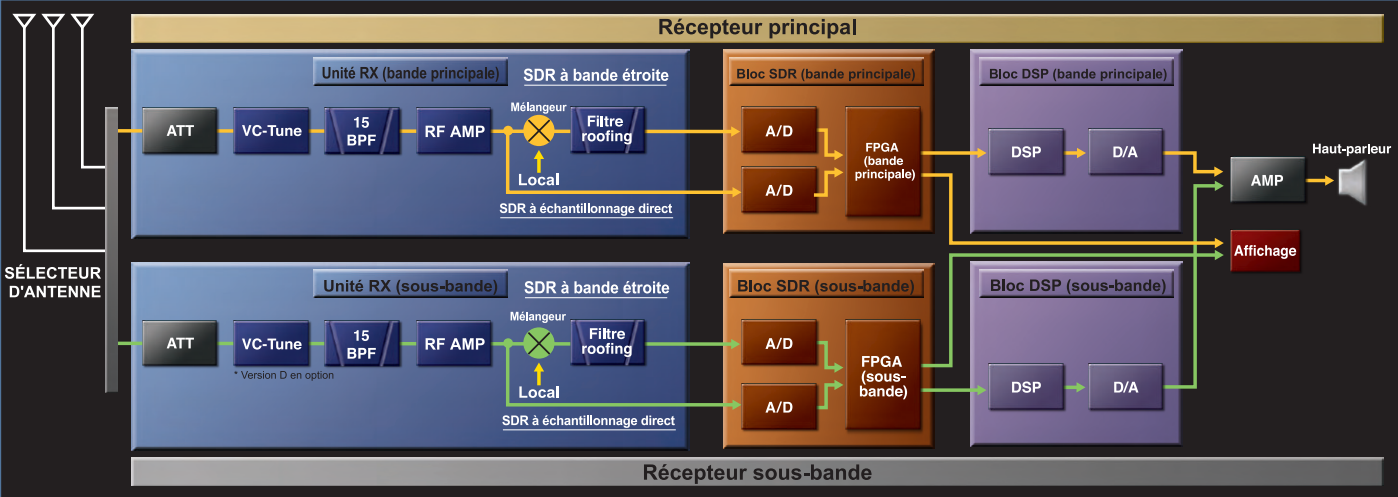 Récepteur principal
Unité RX (bande principale)
SDR à bande étroite
ATT
VC-Tune
15
BPF
RF AMP
Mélangeur
Local
Filtre
roofing
SDR à échantillonnage direct
Bloc SDR (bande principale)
A/D
A/D
FPGA
(bande
principale)
Bloc DSP (bande principale)
DSP
D/A
AMP
Haut-parleur
Affichage
SÉLECTEUR
D'ANTENNE
Unité RX (sous-bande)
SDR à bande étroite
ATT
VC-Tune
* Version D en option
15
BPF
RF AMP
Mélangeur
Local
Filtre
roofing
SDR à échantillonnage direct
Bloc SDR (sous-bande)
A/D
A/D
FPGA
(sous-
bande)
Bloc DSP (sous-bande)
DSP
D/A
Récepteur sous-bande